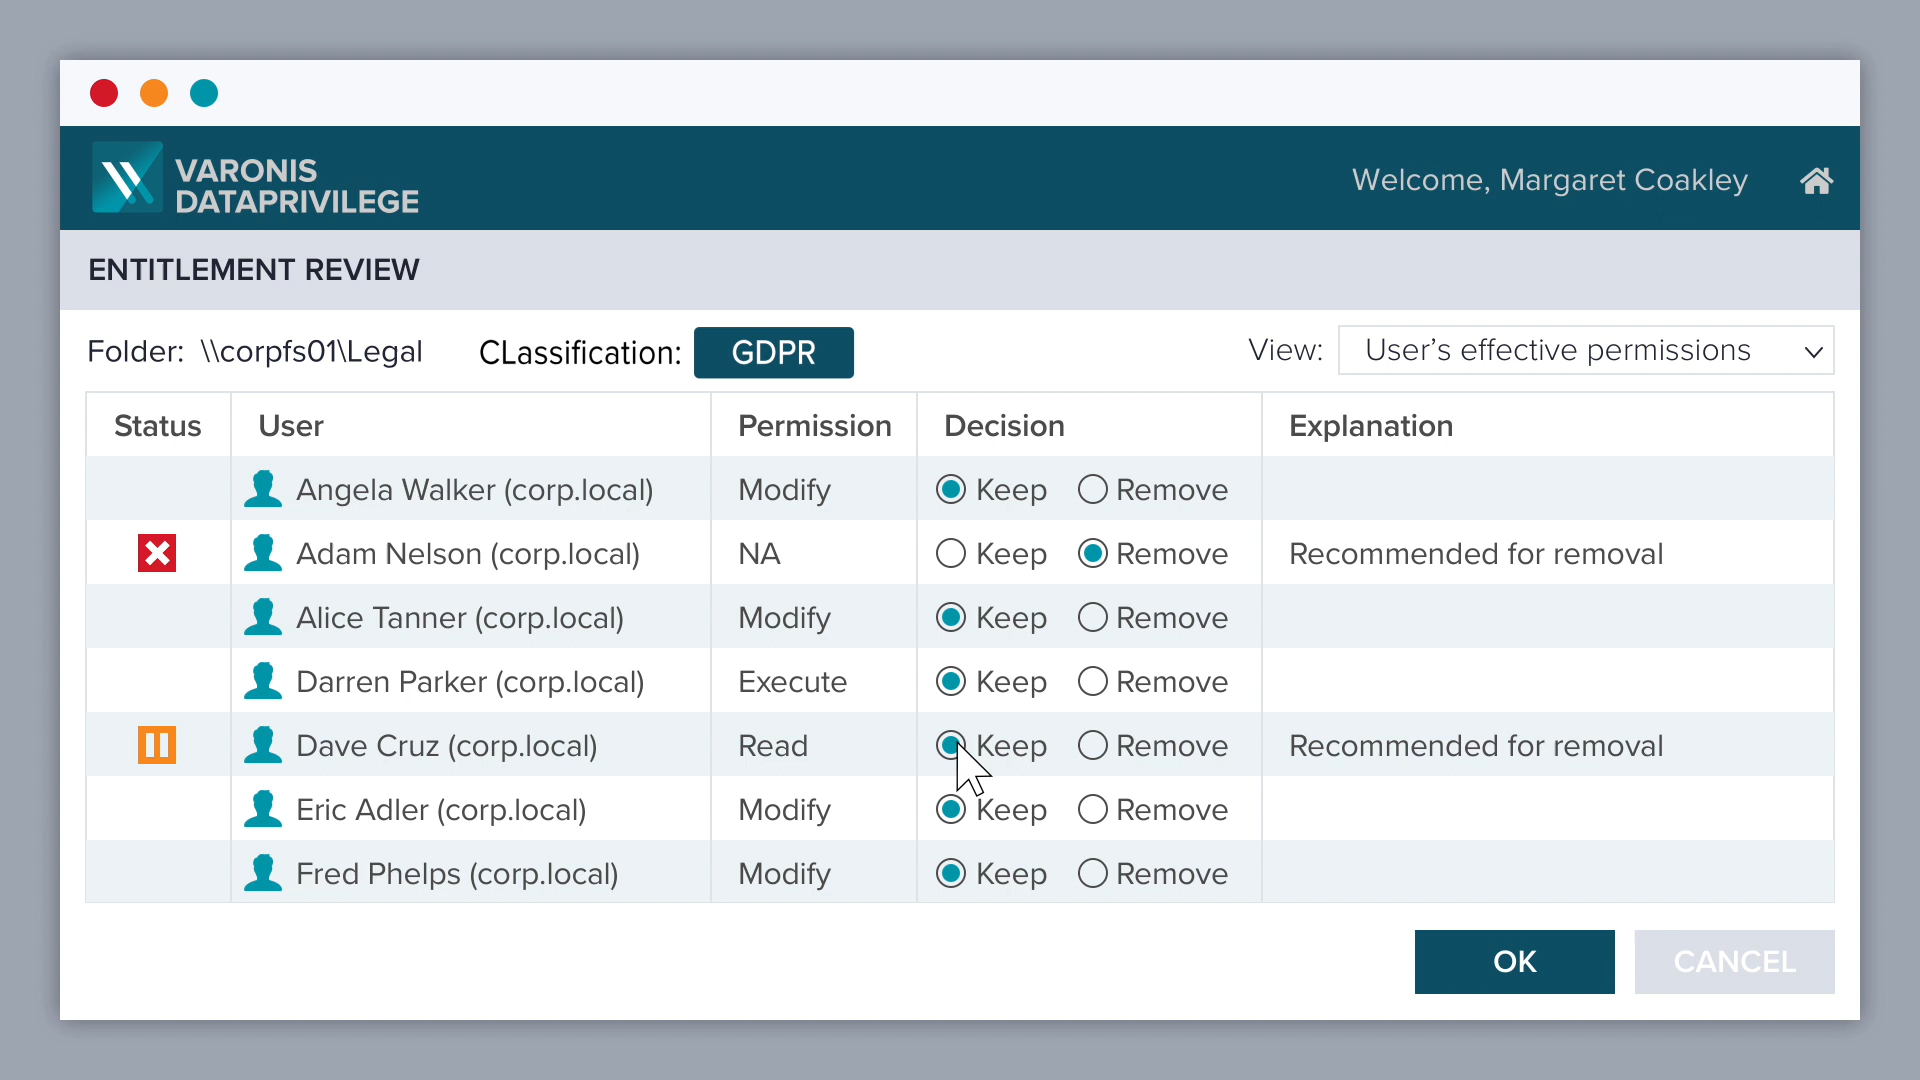 VARONIS
DATAPRIVILEGE
Welcome, Margaret Coakley
ENTITLEMENT REVIEW
Folder: \\corpfs01\Legal CLassification: GDPR View: User’s effective permissions
Status User Permission Decision Explanation
Angela Walker (corp.local) Modify Keep Remove
Adam Nelson (corp.local) NA Keep Remove Recommended for removal
Alice Tanner (corp.local) Modify Keep Remove
Darren Parker (corp.local) Execute Keep Remove
Dave Cruz (corp.local) Read Keep Remove Recommended for removal
Eric Adler (corp.local) Modify Keep Remove
Fred Phelps (corp.local) Modify Keep Remove
OK CANCEL